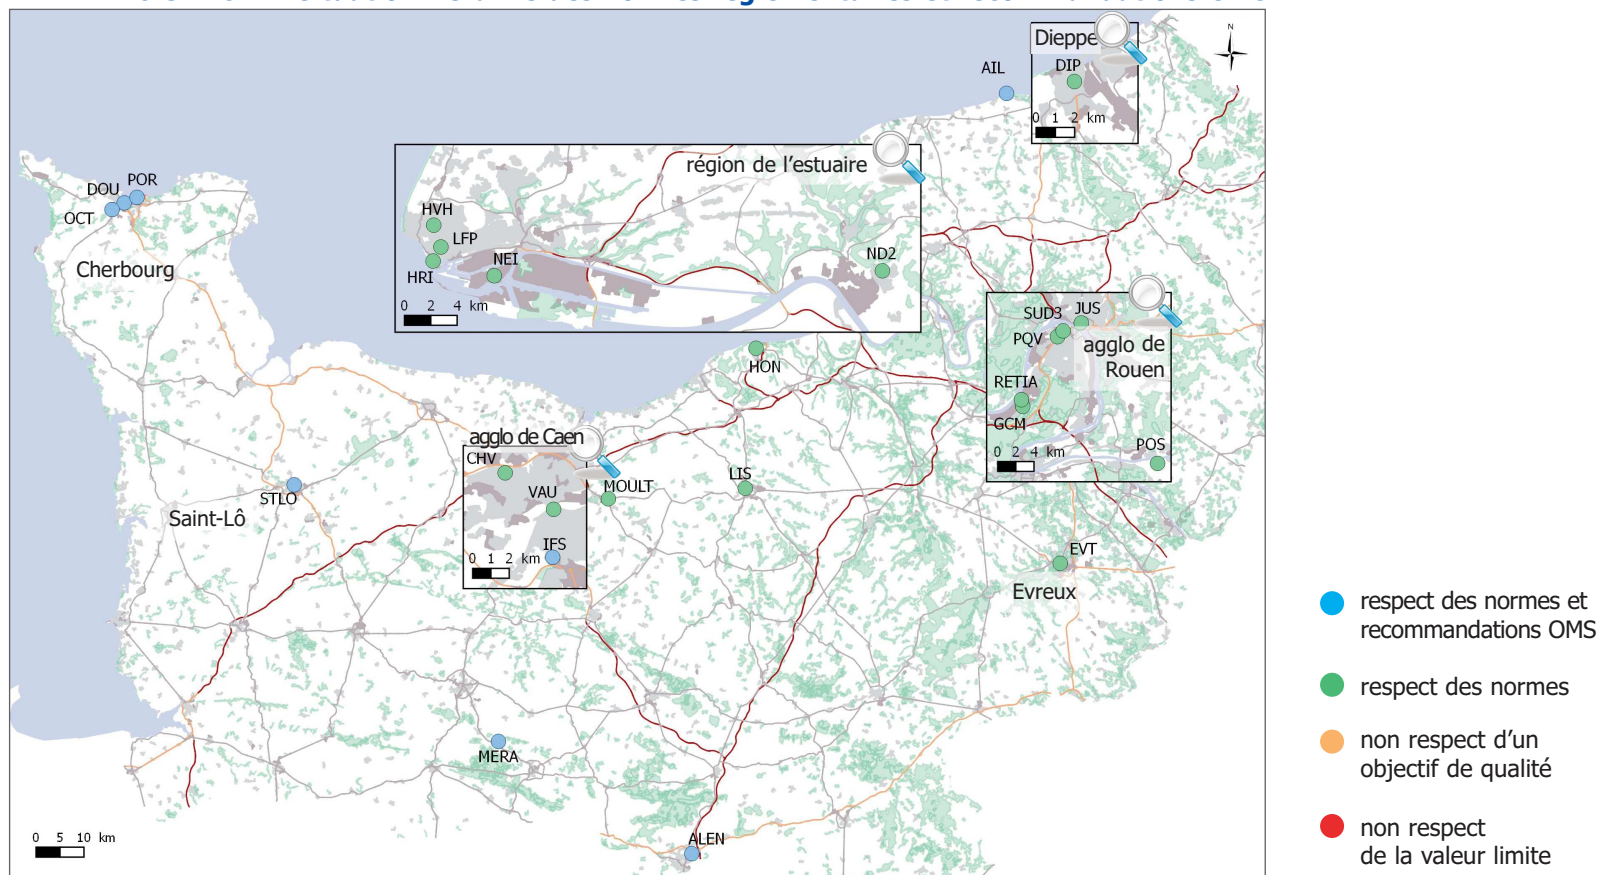 Dieppe
N
AIL
DIP
0 1 2 km
région de l'estuaire
DOU
POR
OCT
HVH
LFP
NEI
HRI
ND2
0 2 4 km
Cherbourg
SUD3
JUS
PQV
agglo de
Rouen
RETIA
GCM
POS
0 2 4 km
HON
agglo de Caen
CHV
VAU
MOULT
LIS
IFS
0 1 2 km
STLO
Saint-Lô
EVT
Evreux
MERA
ALEN
0 5 10 km
respect des normes et
recommandations OMS
respect des normes
non respect d'un
objectif de qualité
non respect
de la valeur limite